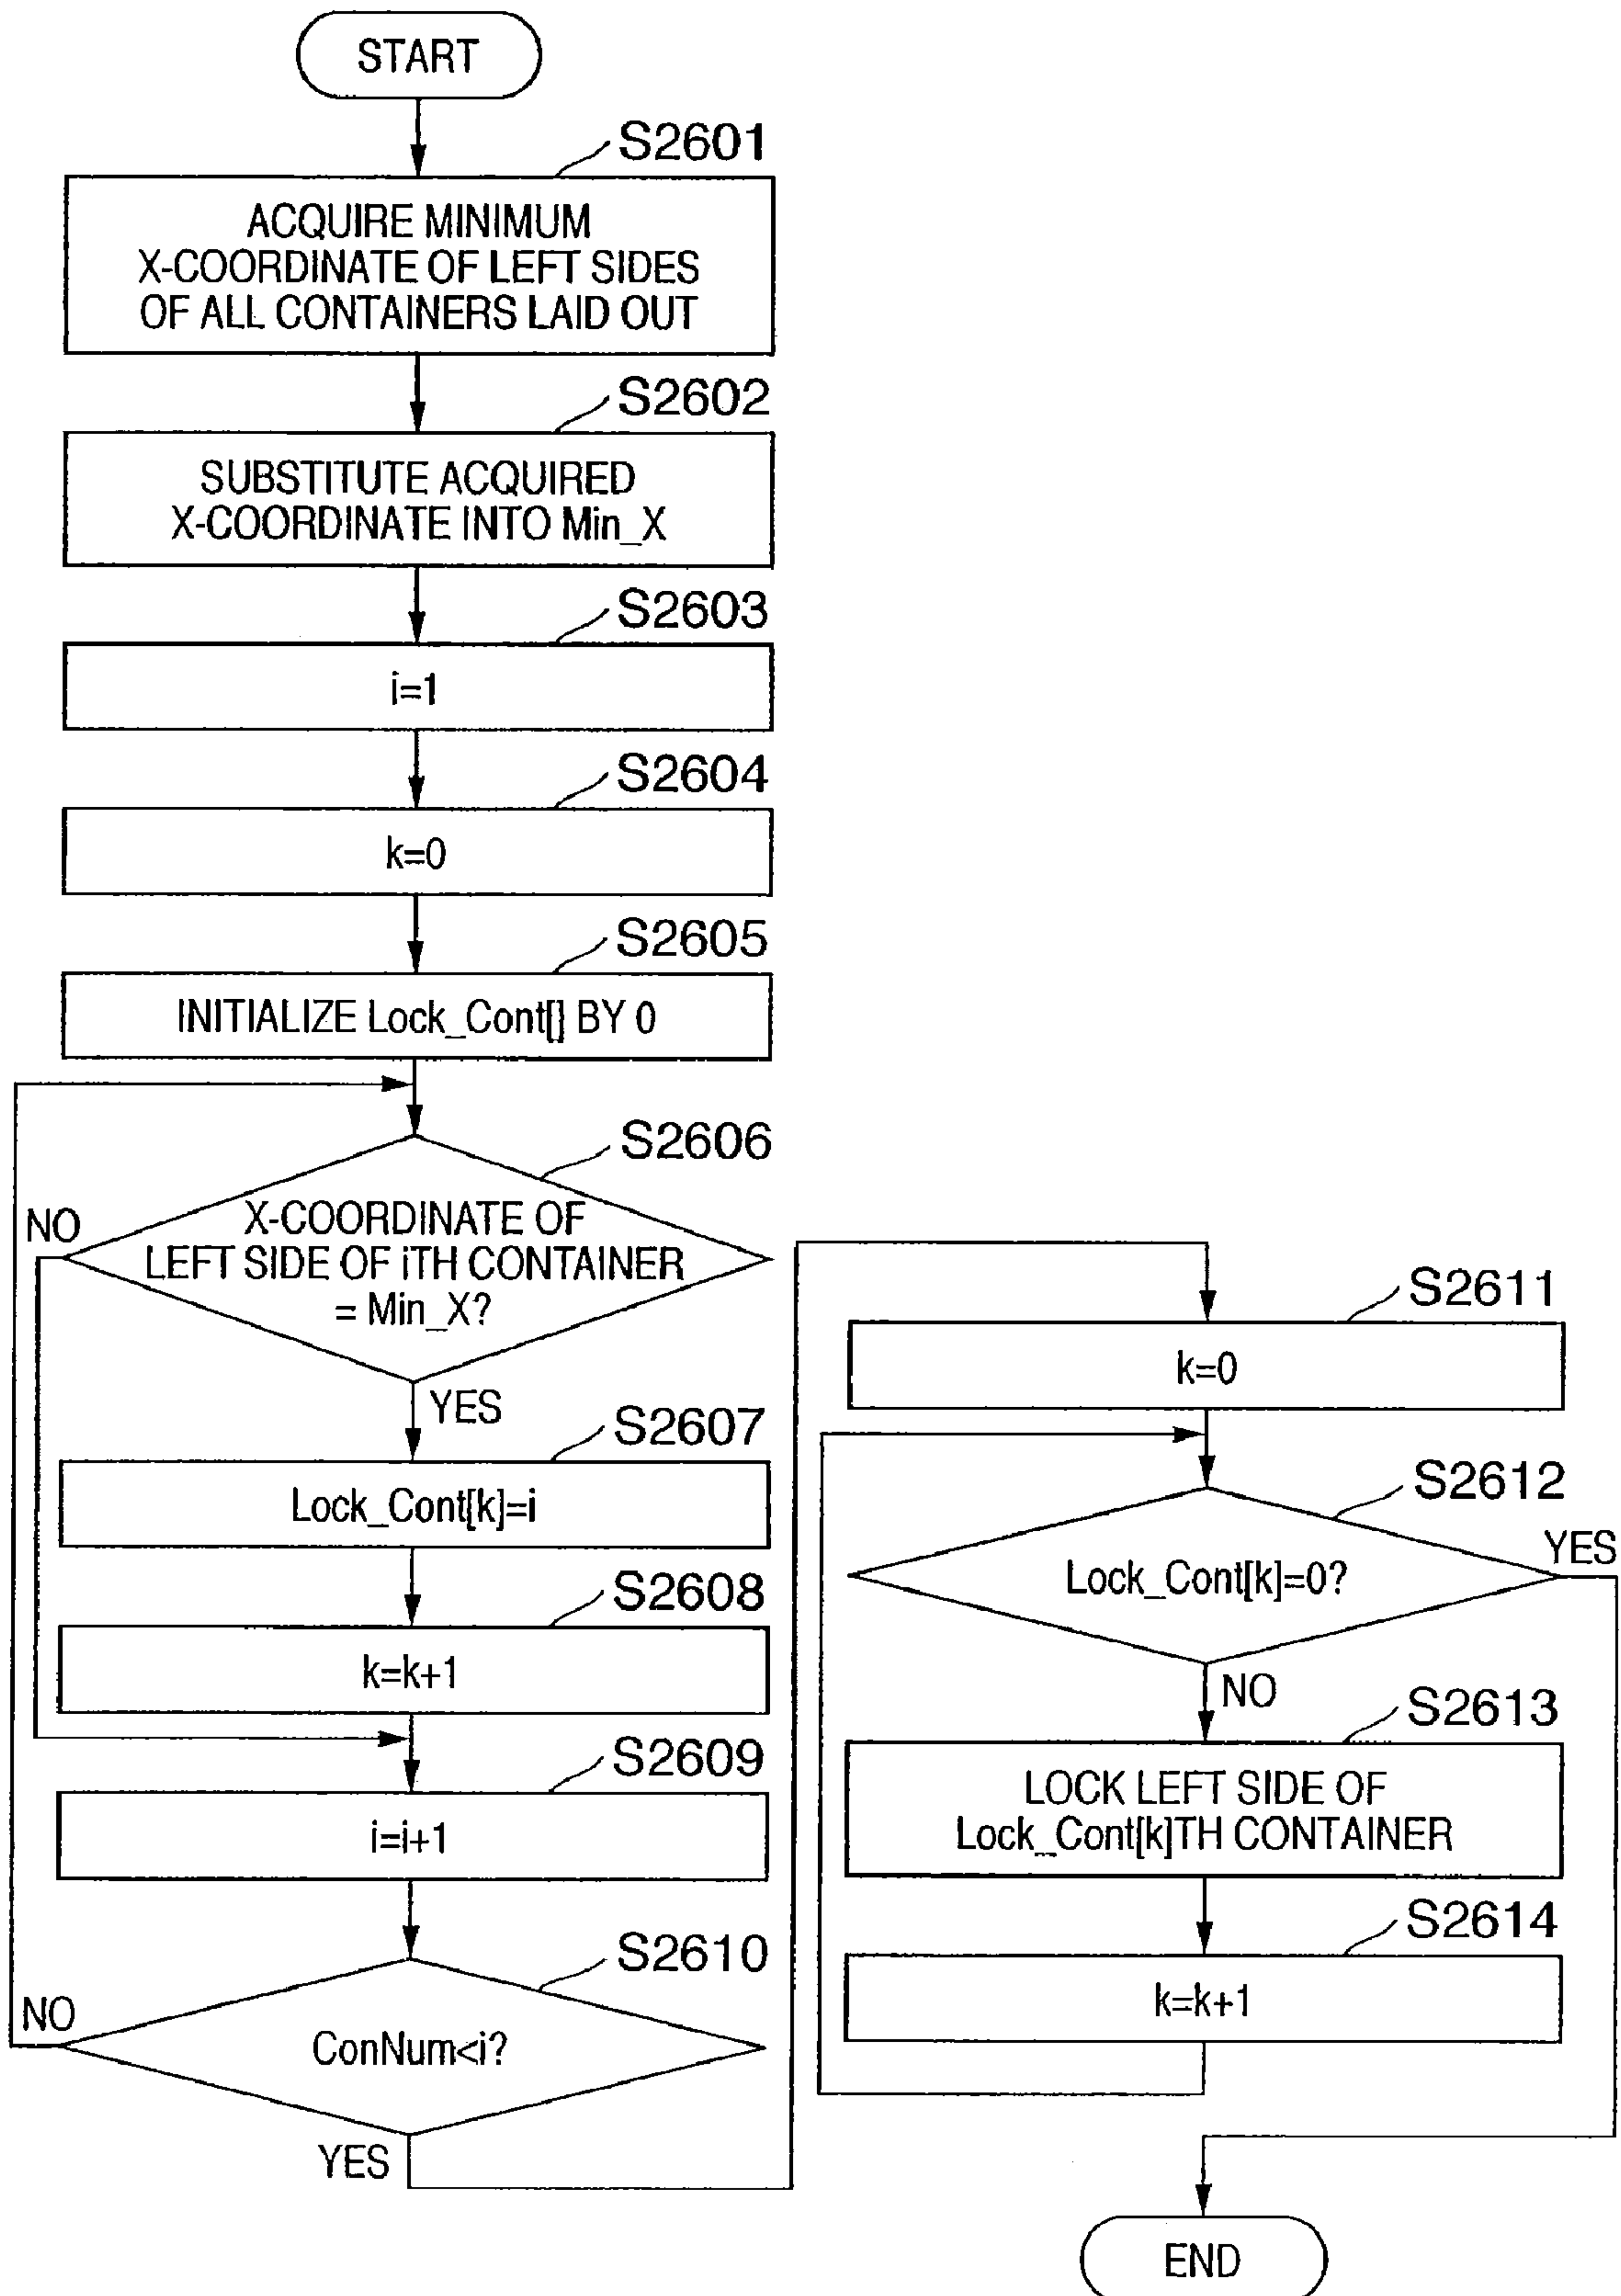 START
S2601
ACQUIRE MINIMUM
X-COORDINATE OF LEFT SIDES
OF ALL CONTAINERS LAID OUT
S2602
SUBSTITUTE ACQUIRED
X-COORDINATE INTO Min_X
S2603
i=1
S2604
k=0
S2605
INITIALIZE Lock_Cont[] BY 0
S2606
NO
X-COORDINATE OF
LEFT SIDE OF iTH CONTAINER
= Min_X?
YES
S2607
Lock_Cont[k]=i
S2608
k=k+1
S2609
i=i+1
S2610
NO
ConNum<i?
YES
S2611
k=0
S2612
YES
Lock_Cont[k]=0?
NO
S2613
LOCK LEFT SIDE OF
Lock_Cont[k]TH CONTAINER
S2614
k=k+1
END